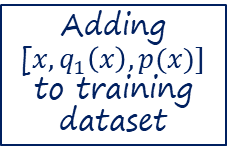 Adding
[x, q₁(x), p(x)]
to training
dataset